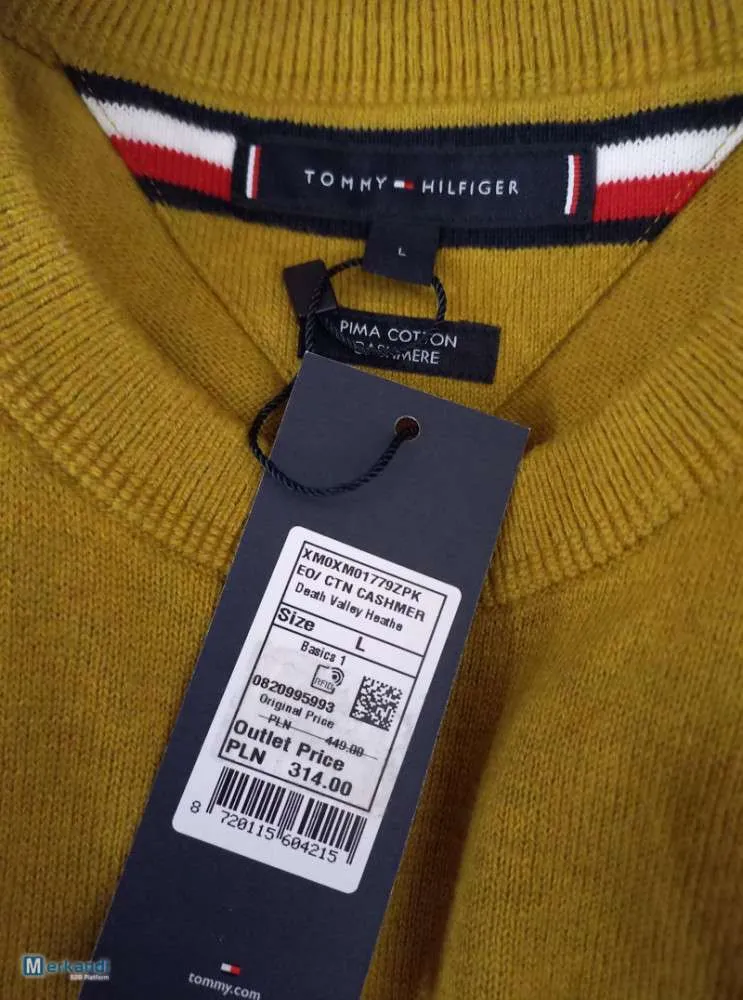 TOMMY HILFIGER
L
PIMA COTTON
CASHMERE
XM0XM01779ZPK
EO/ CTN CASHMER
Death Valley Heathe
Size L
Basics 1
RFID
0820995993
Original Price
PLN 449.00
Outlet Price
PLN 314.00
8 720115 604215
tommy.com
Merkandi
B2B Platform